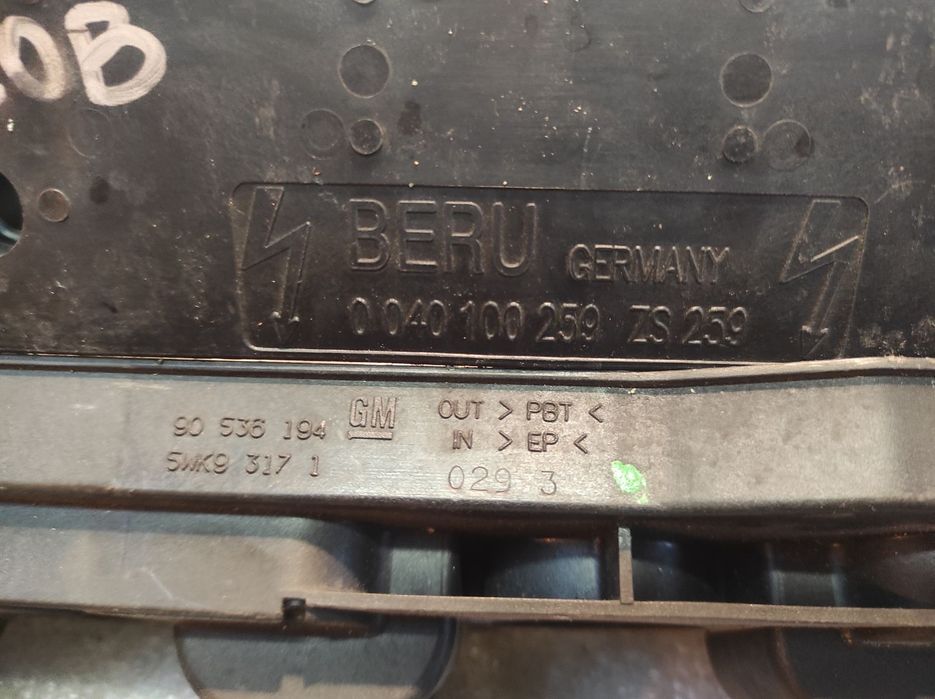 0B
BERU GERMANY
0 040 100 259 ZS 259
90 536 194 GM OUT > PBT <
5WK9 317 1 IN > EP <
029 3